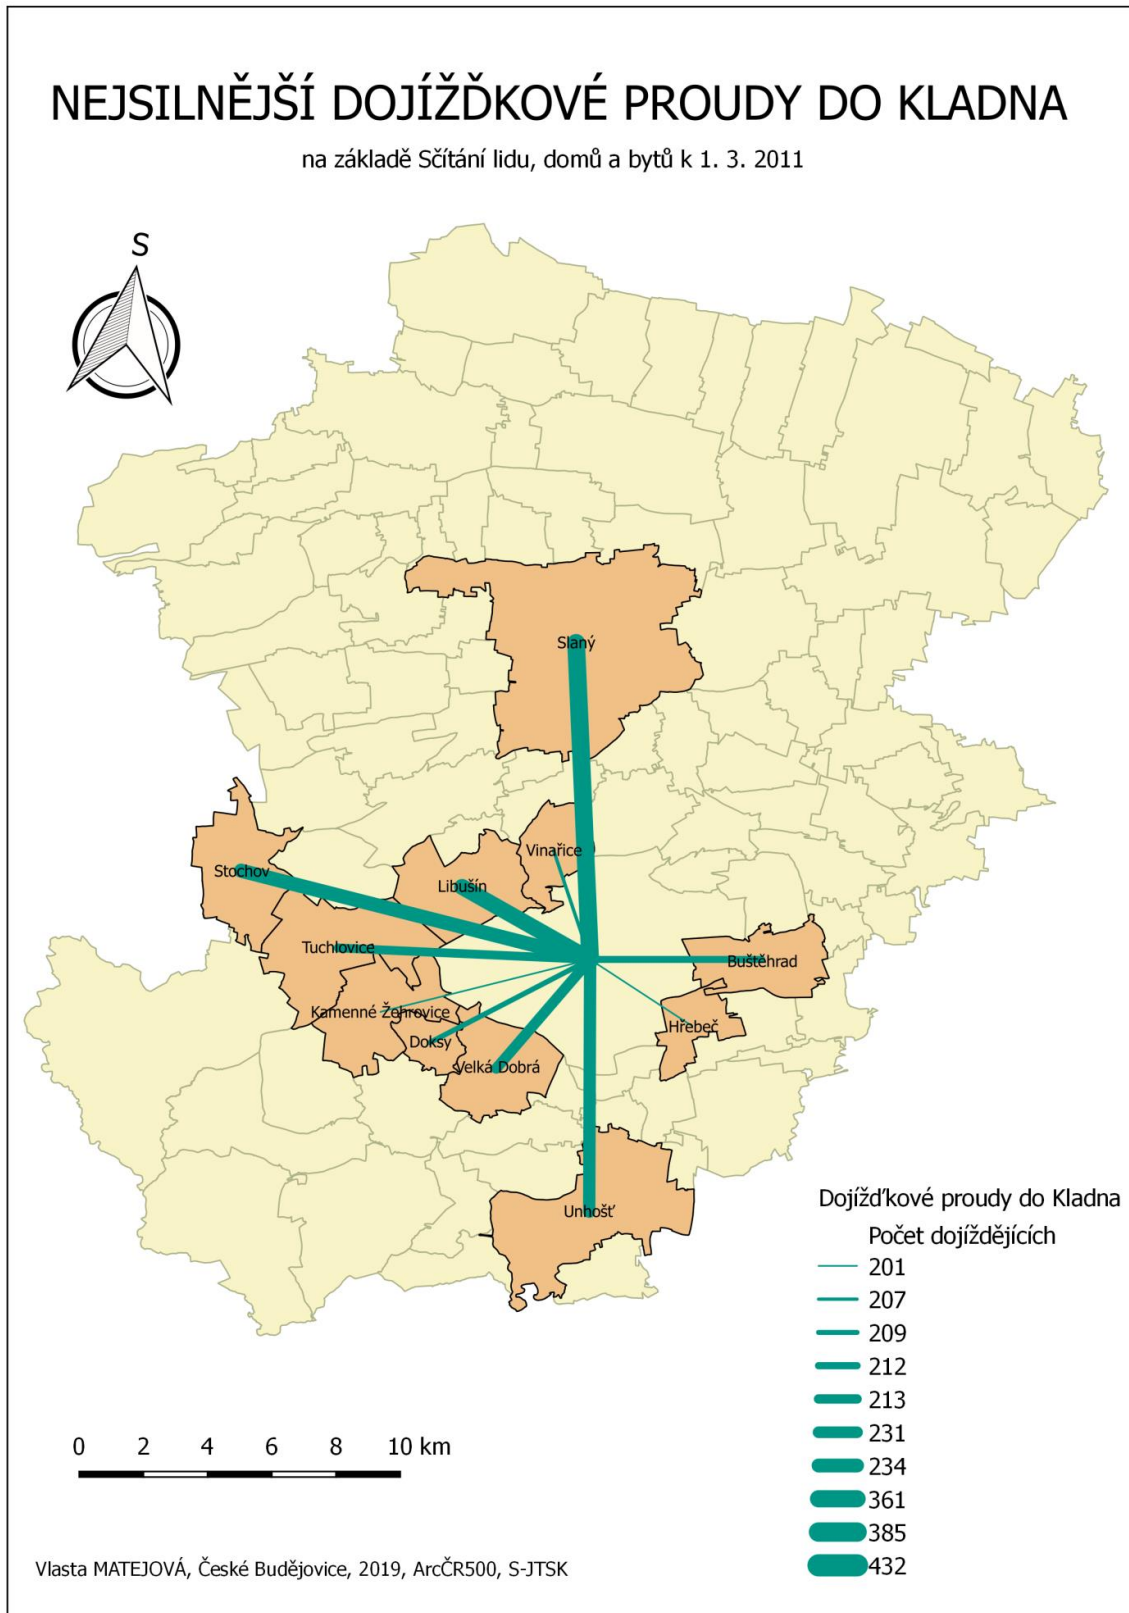 NEJSILNĚJŠÍ DOJÍŽĎKOVÉ PROUDY DO KLADNA
na základě Sčítání lidu, domů a bytů k 1. 3. 2011
S
Slaný
Vinařice
Stochov
Libušín
Tuchlovice
Buštěhrad
Kamenné Žehrovice
Hřebeč
Doksy
Velká Dobrá
Unhošť
Dojížďkové proudy do Kladna
Počet dojíždějících
201
207
209
212
213
231
234
361
385
432
0 2 4 6 8 10 km
Vlasta MATEJOVÁ, České Budějovice, 2019, ArcČR500, S-JTSK